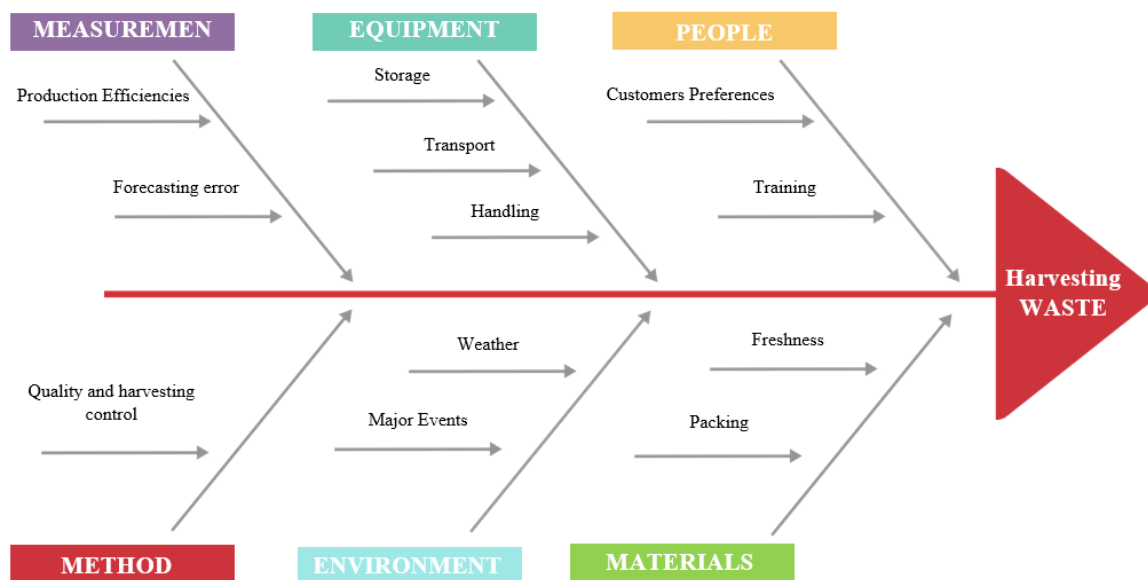 MEASUREMEN
EQUIPMENT
PEOPLE
Storage
Production Efficiencies
Customers Preferences
Transport
Forecasting error
Training
Handling
Harvesting
WASTE
Weather
Freshness
Quality and harvesting
control
Major Events
Packing
METHOD
ENVIRONMENT
MATERIALS